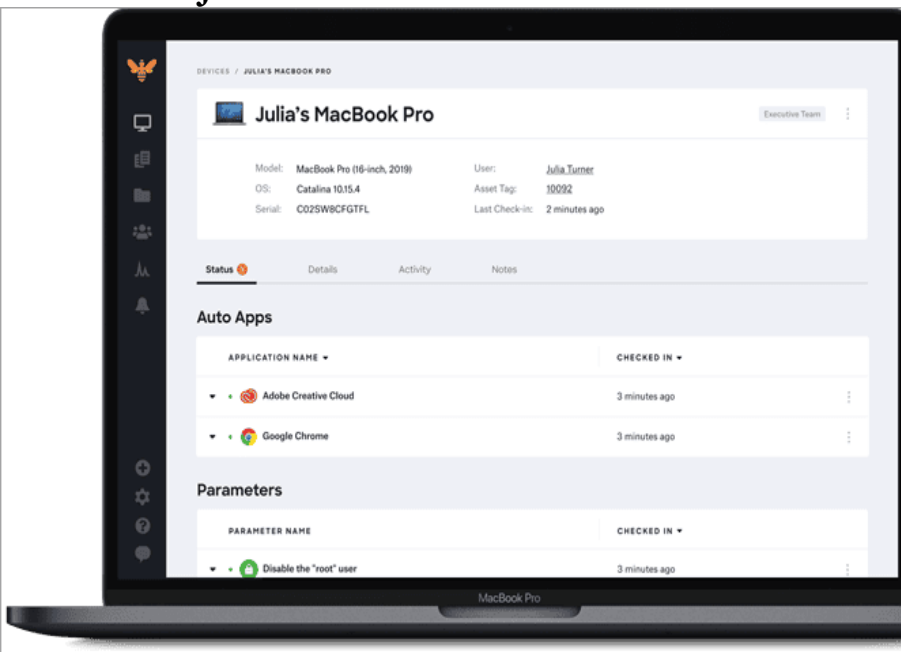 DEVICES / JULIA'S MACBOOK PRO
Julia's MacBook Pro
Executive Team
Model: MacBook Pro (16-inch, 2019) User: Julia Turner
OS: Catalina 10.15.4 Asset Tag: 10092
Serial: C02SW8CFGTFL Last Check-in: 2 minutes ago
Status Details Activity Notes
Auto Apps
APPLICATION NAME CHECKED IN
Adobe Creative Cloud 3 minutes ago
Google Chrome 3 minutes ago
Parameters
PARAMETER NAME CHECKED IN
Disable the "root" user 3 minutes ago
MacBook Pro